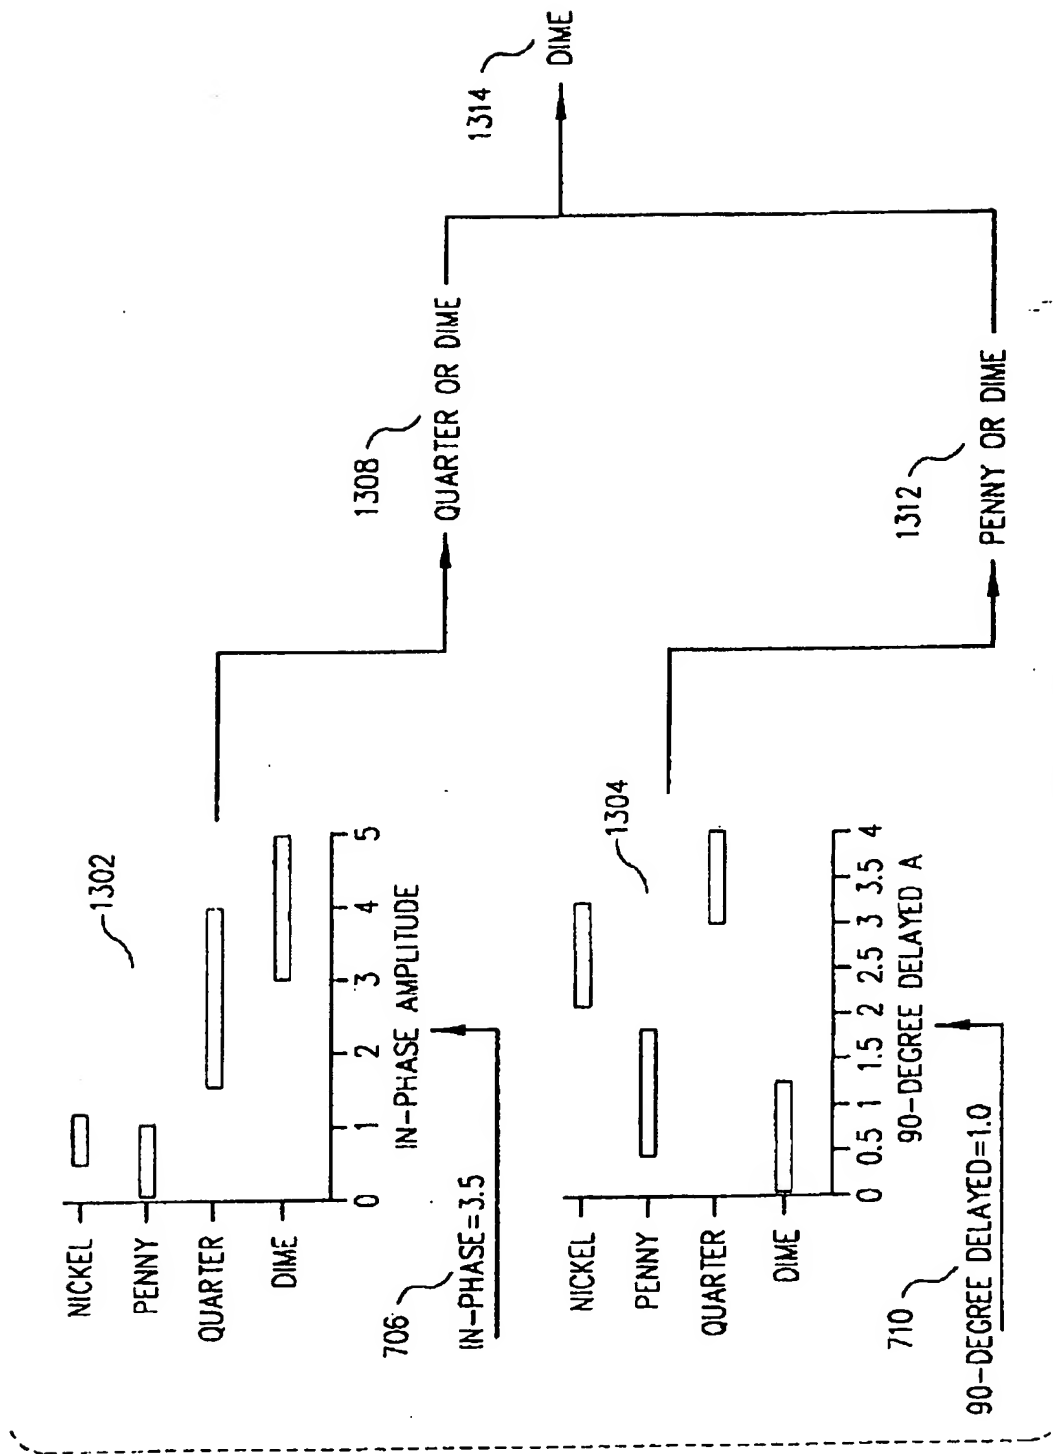 NICKEL
PENNY
QUARTER
DIME
1302
0 1 2 3 4 5
IN-PHASE AMPLITUDE
706
IN-PHASE=3.5
1308
QUARTER OR DIME
1314
DIME
NICKEL
PENNY
QUARTER
DIME
1304
0 0.5 1 1.5 2 2.5 3 3.5 4
90-DEGREE DELAYED A
710
90-DEGREE DELAYED=1.0
1312
PENNY OR DIME